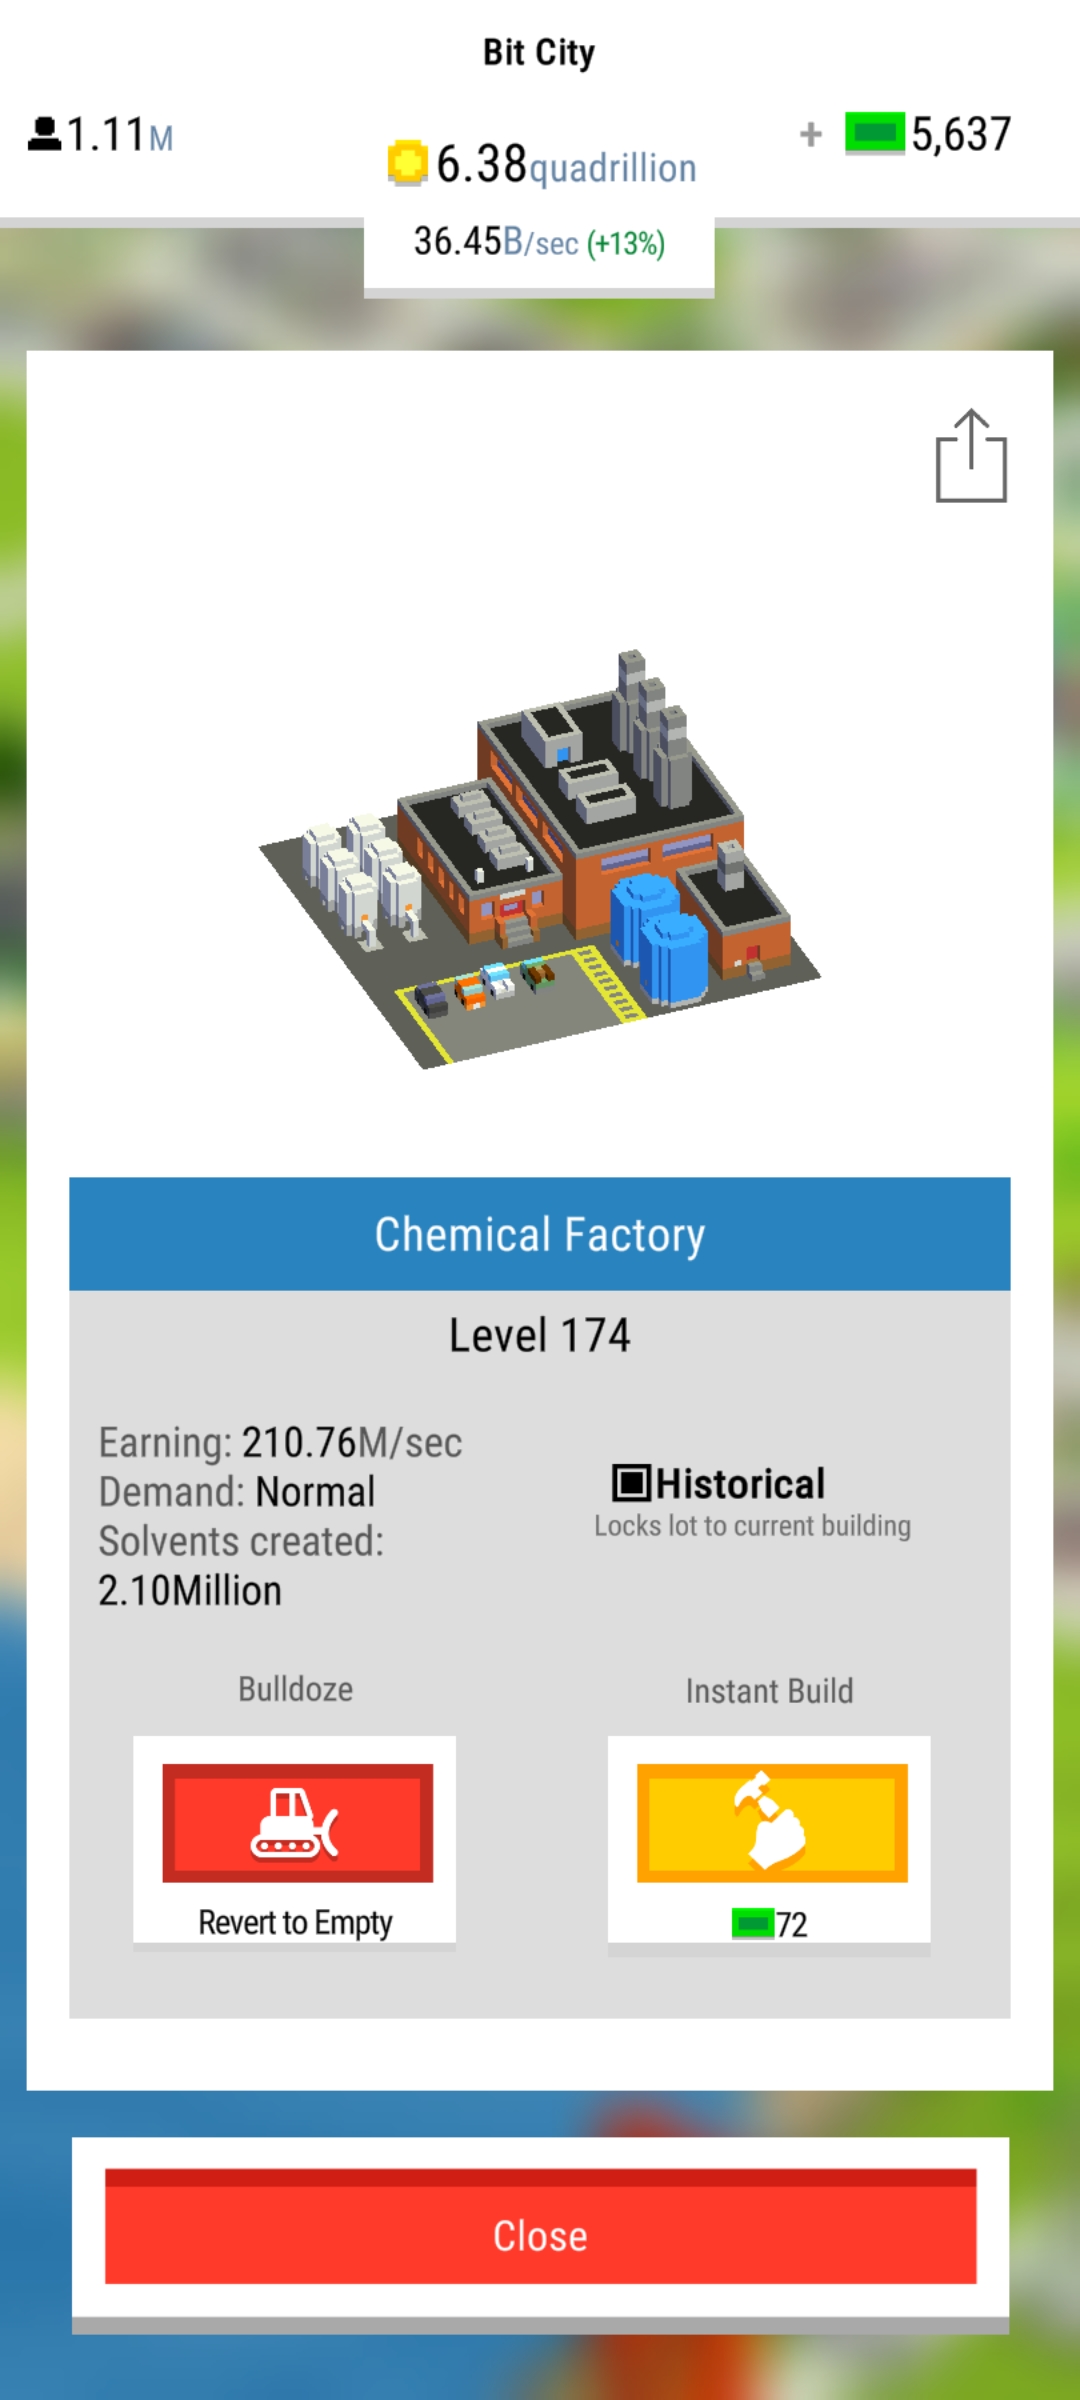 Bit City
1.11M
6.38quadrillion
+ 5,637
36.45B/sec (+13%)
Chemical Factory
Level 174
Earning: 210.76M/sec
Demand: Normal
Solvents created:
2.10Million
Historical
Locks lot to current building
Bulldoze
Instant Build
Revert to Empty
72
Close